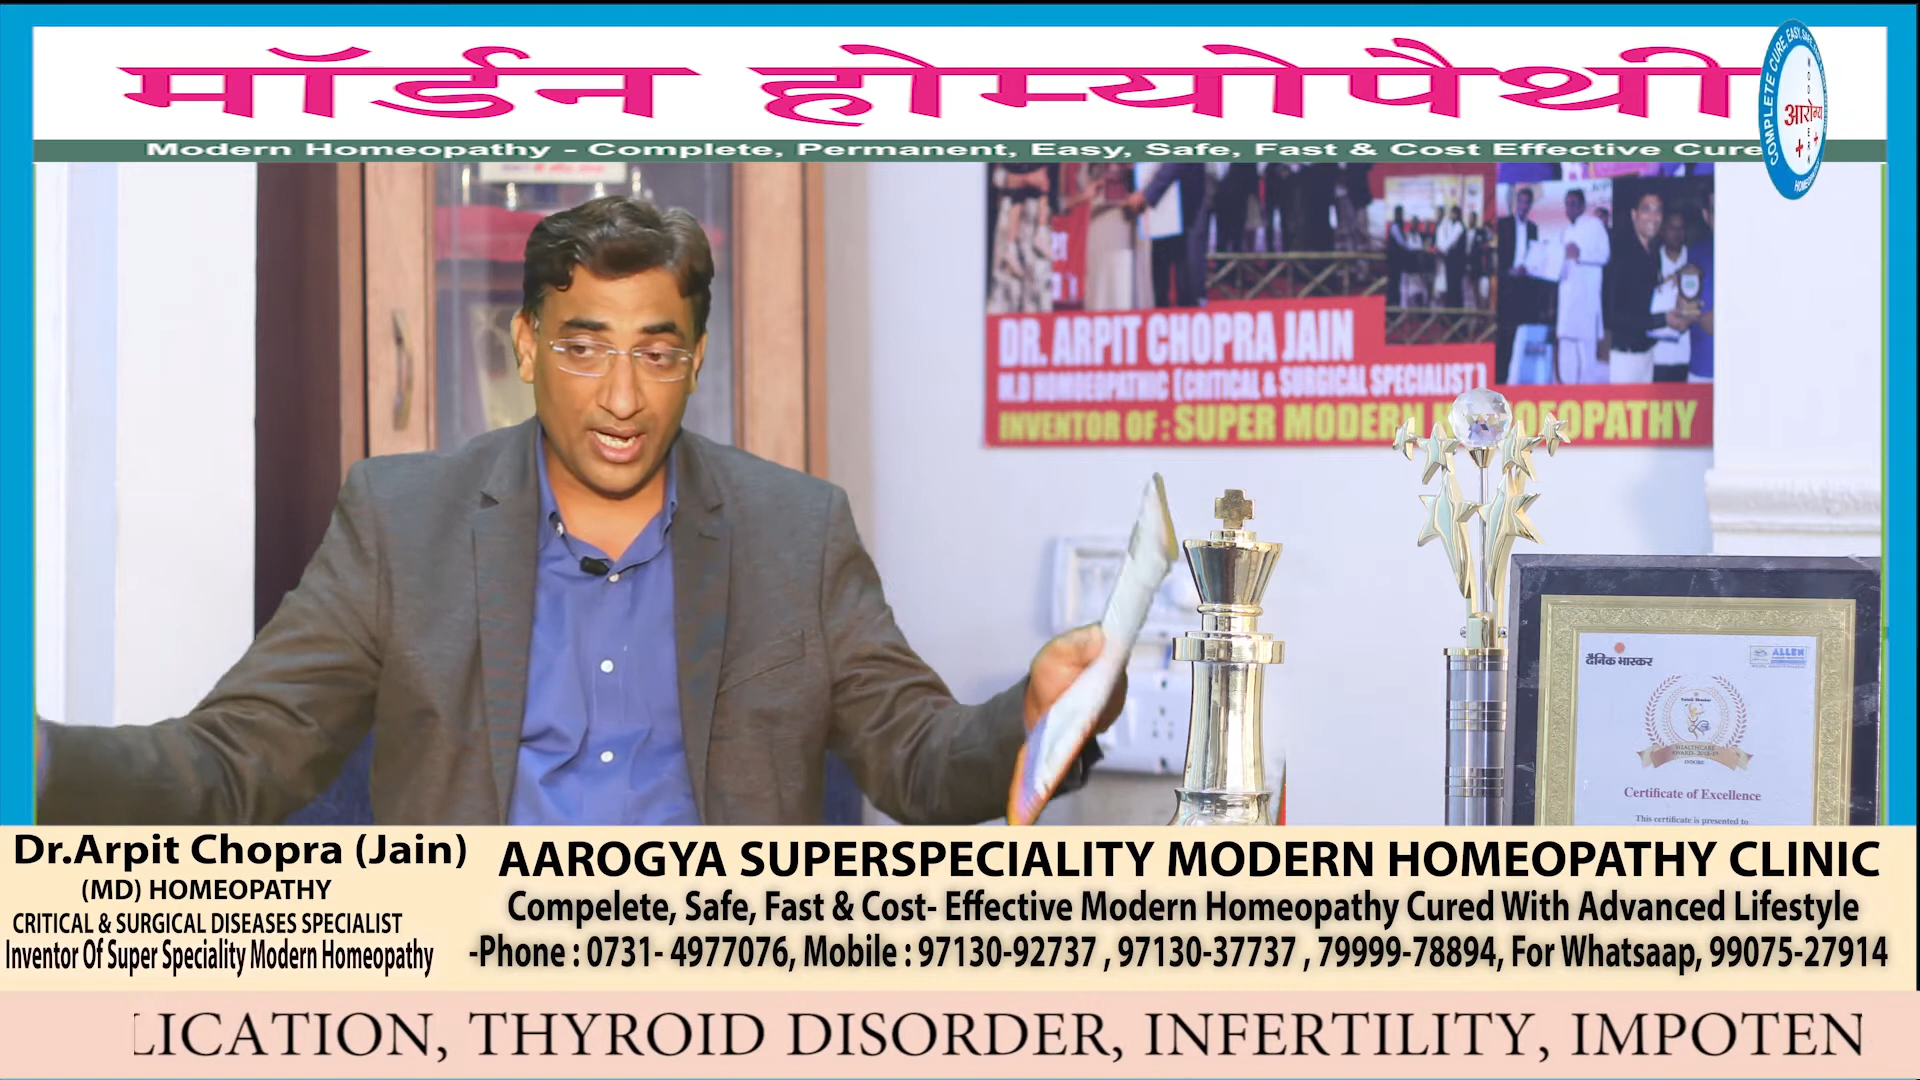 मॉर्डन होम्योपैथी
Modern Homeopathy - Complete, Permanent, Easy, Safe, Fast & Cost Effective Cure
COMPLETE CURE, EASY, SAFE,
आरोग्य
DR. ARPIT CHOPRA JAIN
M.D HOMOEOPATHIC (CRITICAL & SURGICAL SPECIALIST)
INVENTOR OF : SUPER MODERN H OEOPATHY
दैनिक भास्कर
ALLEN
HEALTHCARE
INDORE
Certificate of Excellence
This certificate is presented to
Dr.Arpit Chopra (Jain)
(MD) HOMEOPATHY
CRITICAL & SURGICAL DISEASES SPECIALIST
Inventor Of Super Speciality Modern Homeopathy
AAROGYA SUPERSPECIALITY MODERN HOMEOPATHY CLINIC
Compelete, Safe, Fast & Cost- Effective Modern Homeopathy Cured With Advanced Lifestyle
-Phone : 0731- 4977076, Mobile : 97130-92737 , 97130-37737 , 79999-78894, For Whatsaap, 99075-27914
LICATION, THYROID DISORDER, INFERTILITY, IMPOTEN